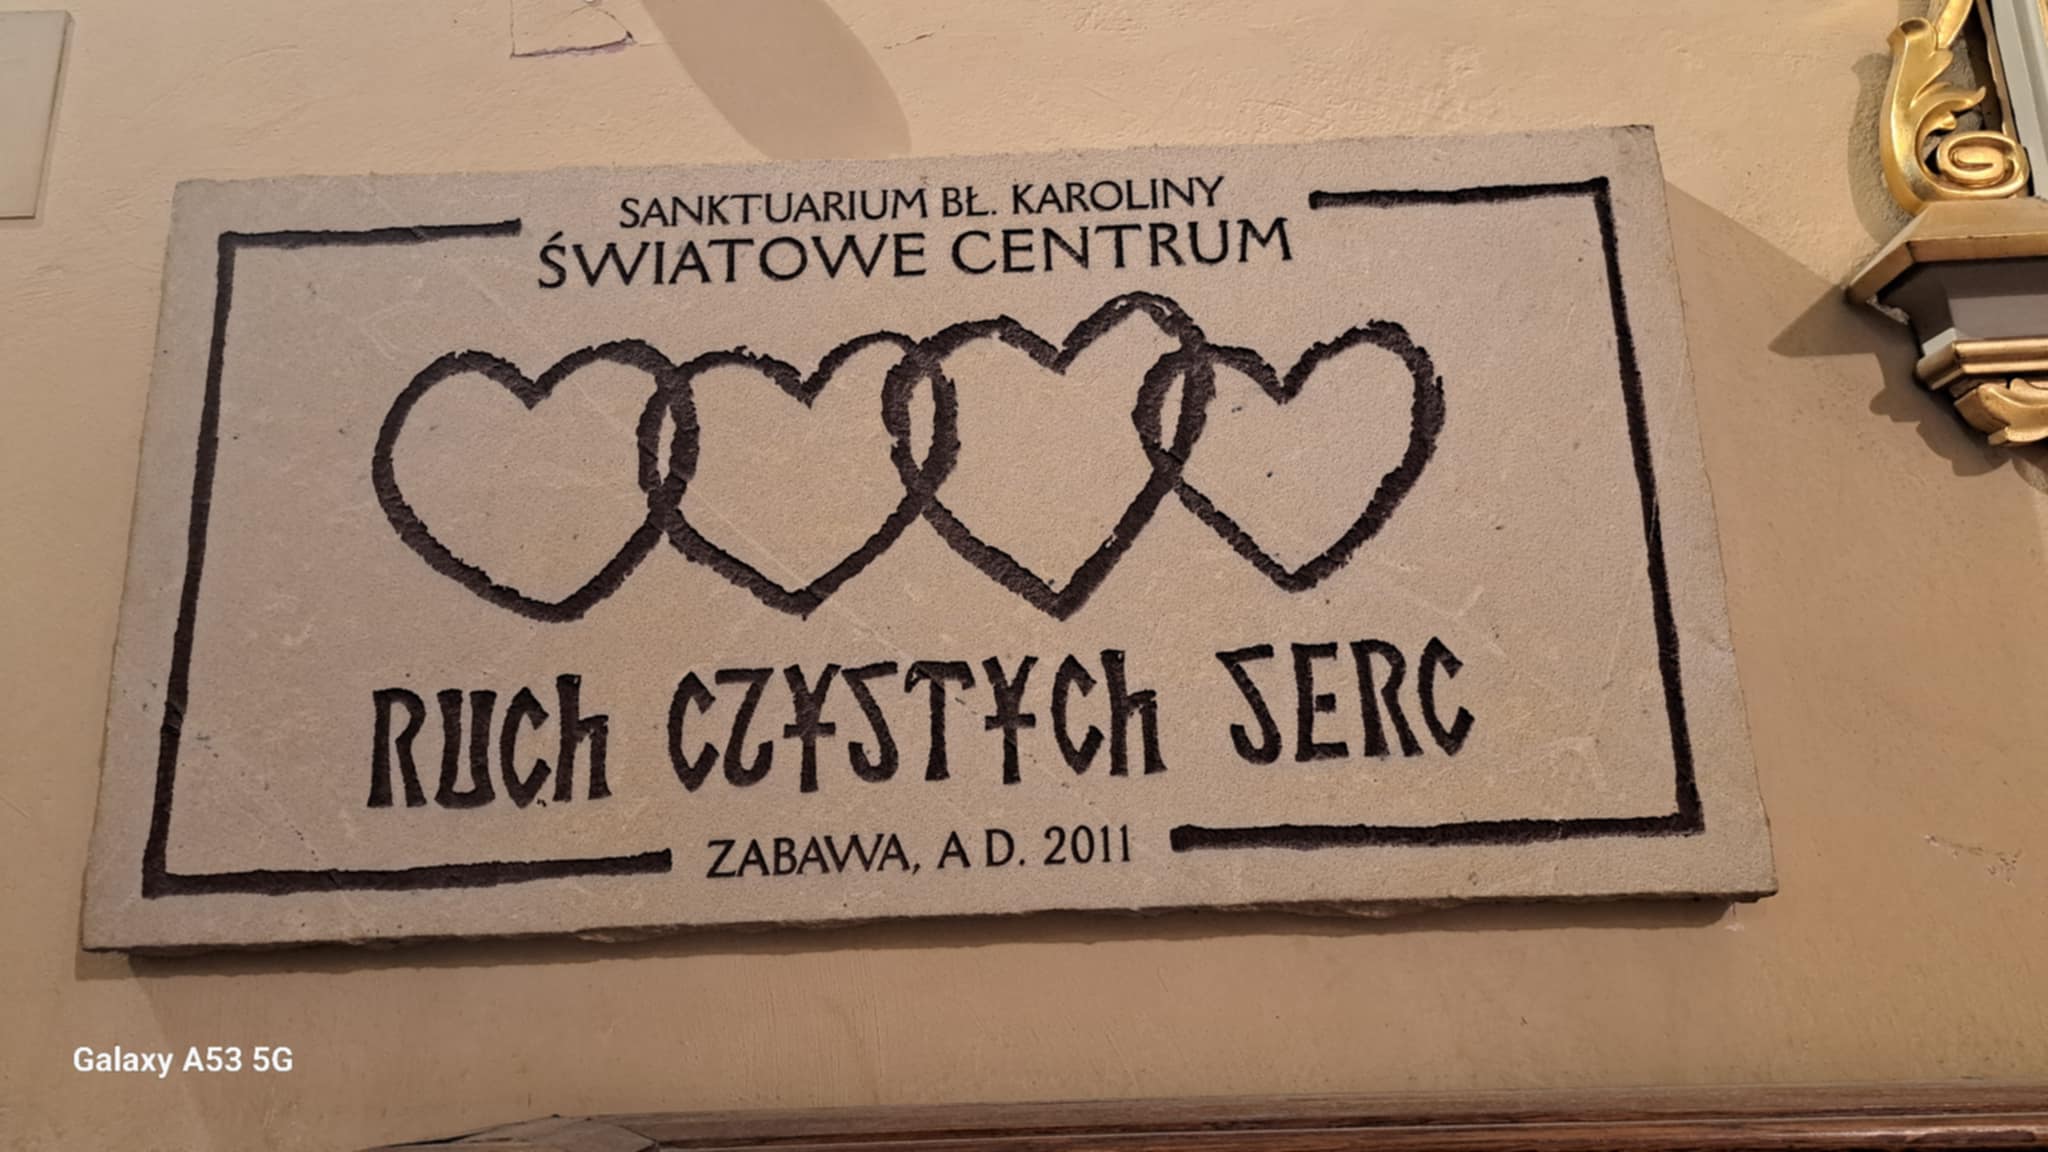 SANKTUARIUM BŁ. KAROLINY
ŚWIATOWE CENTRUM
RUCh CZYSTYCh SERC
ZABAWA, A D. 2011
Galaxy A53 5G